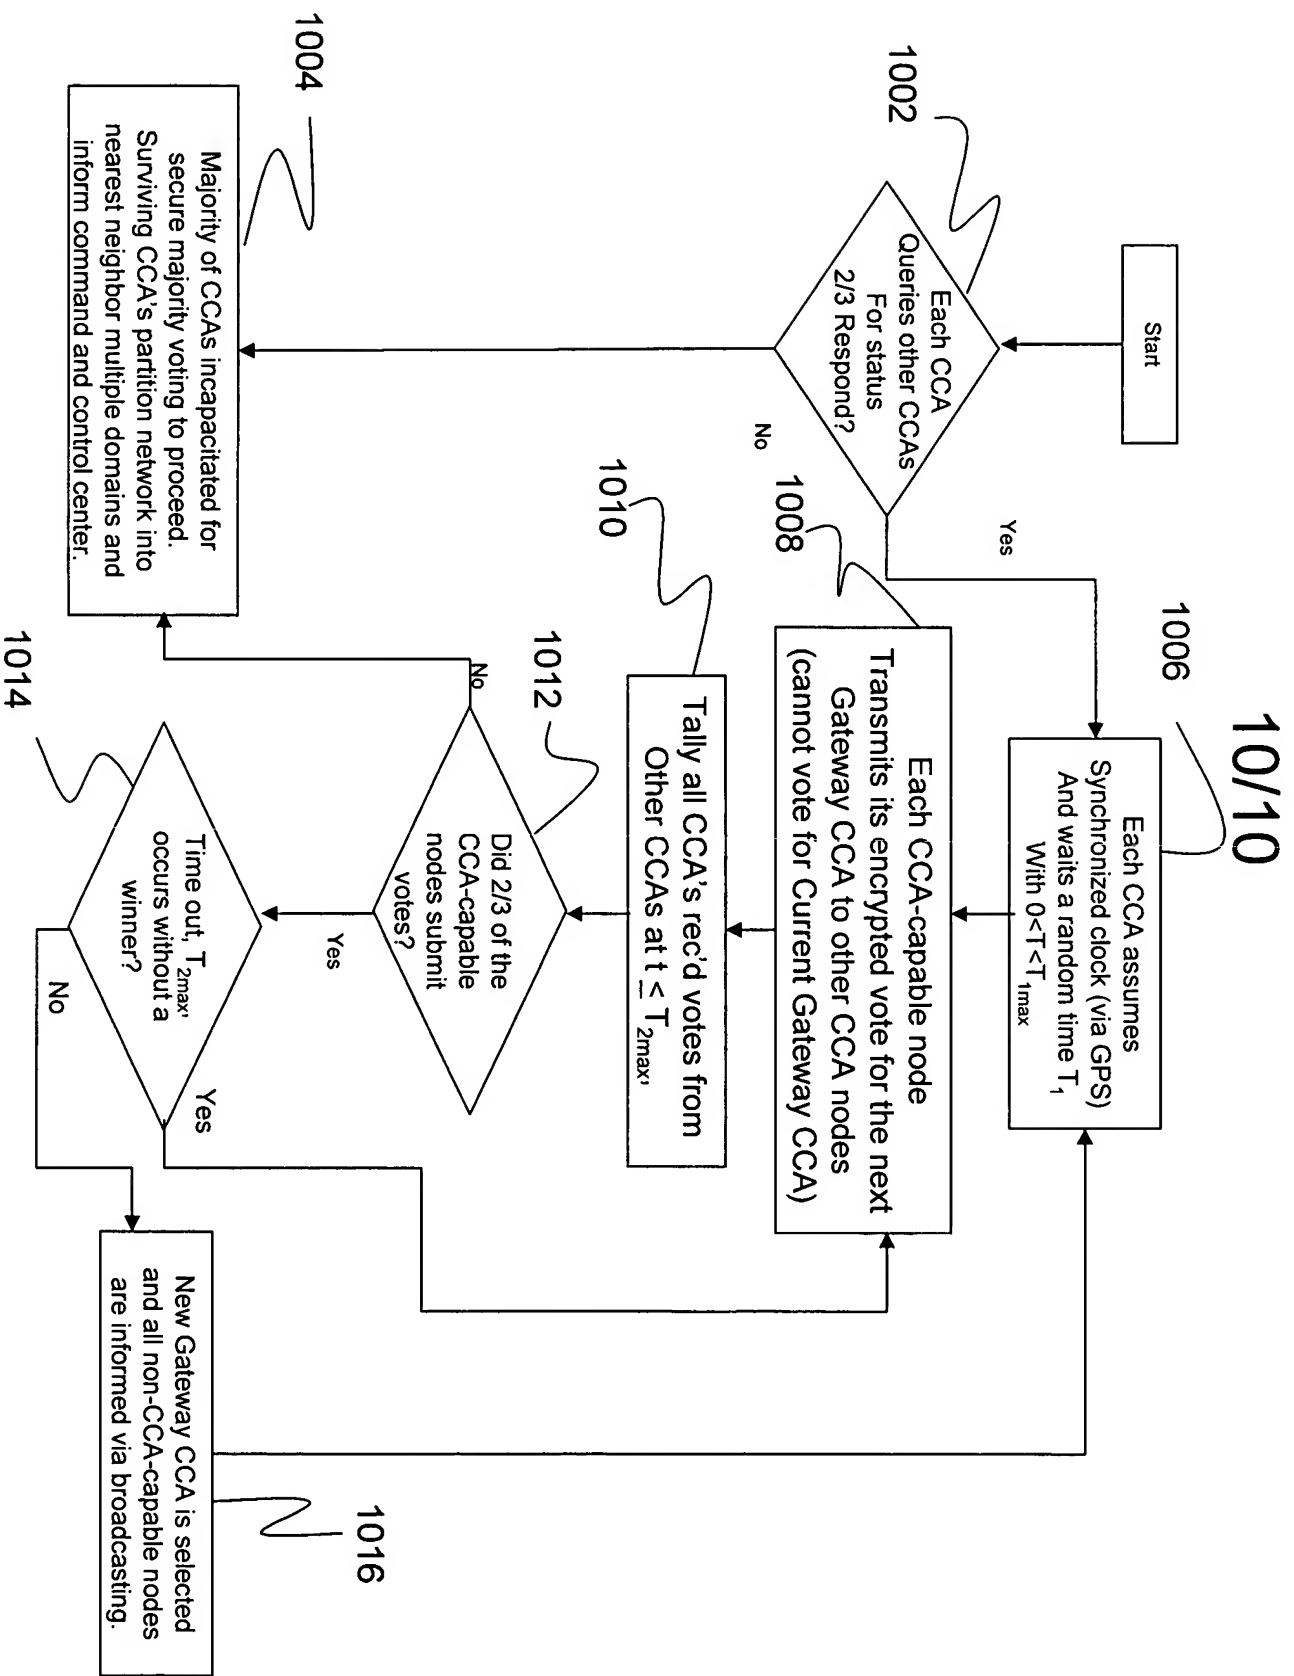 10/10
Start
1002
Each CCA
Queries other CCAs
For status
2/3 Respond?
Yes
No
1004
Majority of CCAs incapacitated for
secure majority voting to proceed.
Surviving CCA's partition network into
nearest neighbor multiple domains and
inform command and control center.
1006
Each CCA assumes
Synchronized clock (via GPS)
And waits a random time T1
With 0<T<T1max
1008
Each CCA-capable node
Transmits its encrypted vote for the next
Gateway CCA to other CCA nodes
(cannot vote for Current Gateway CCA)
1010
Tally all CCA's rec'd votes from
Other CCAs at t_< T2max,
1012
Did 2/3 of the
CCA-capable
nodes submit
votes?
No
Yes
1014
Time out, T2max,
occurs without a
winner?
Yes
No
1016
New Gateway CCA is selected
and all non-CCA-capable nodes
are informed via broadcasting.